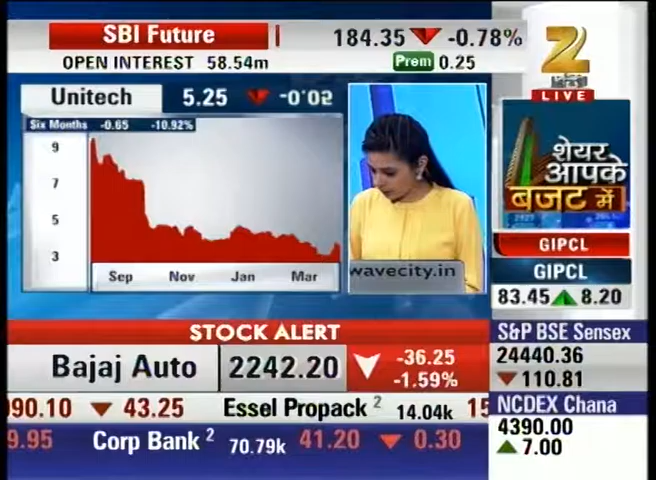 SBI Future
184.35 -0.78%
OPEN INTEREST 58.54m
Prem 0.25
LIVE
Unitech 5.25 -0.02
Six Months -0.65 -10.92%
9
7
5
3
Sep Nov Jan Mar
wavecity.in
शेयर
आपके
बजट में
GIPCL
GIPCL
83.45 8.20
STOCK ALERT
Bajaj Auto 2242.20 -36.25
-1.59%
S&P BSE Sensex
24440.36
110.81
NCDEX Chana
4390.00
7.00
090.10 43.25 Essel Propack 2 14.04k 15
9.95 Corp Bank 2 70.79k 41.20 0.30